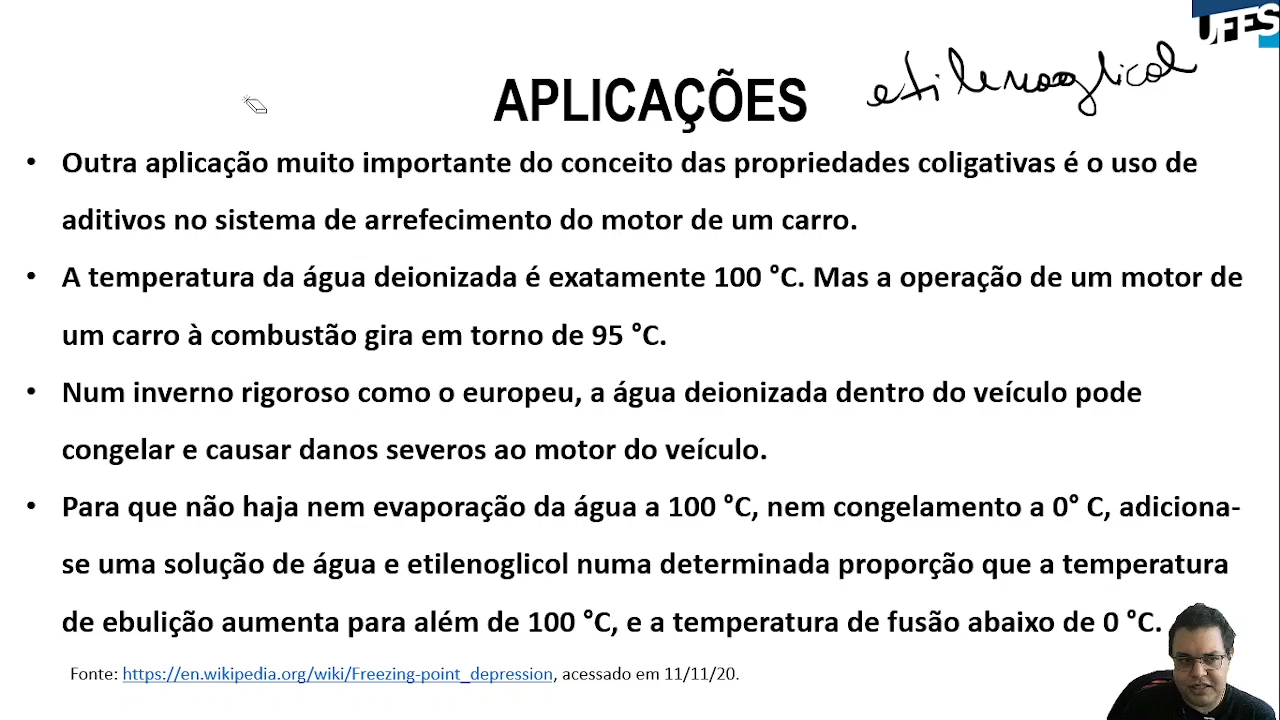 UFES
APLICAÇÕES
etilenoglicol
• Outra aplicação muito importante do conceito das propriedades coligativas é o uso de
aditivos no sistema de arrefecimento do motor de um carro.
• A temperatura da água deionizada é exatamente 100 °C. Mas a operação de um motor de
um carro à combustão gira em torno de 95 °C.
• Num inverno rigoroso como o europeu, a água deionizada dentro do veículo pode
congelar e causar danos severos ao motor do veículo.
• Para que não haja nem evaporação da água a 100 °C, nem congelamento a 0° C, adiciona-
se uma solução de água e etilenoglicol numa determinada proporção que a temperatura
de ebulição aumenta para além de 100 °C, e a temperatura de fusão abaixo de 0 °C.
Fonte: https://en.wikipedia.org/wiki/Freezing-point_depression, acessado em 11/11/20.